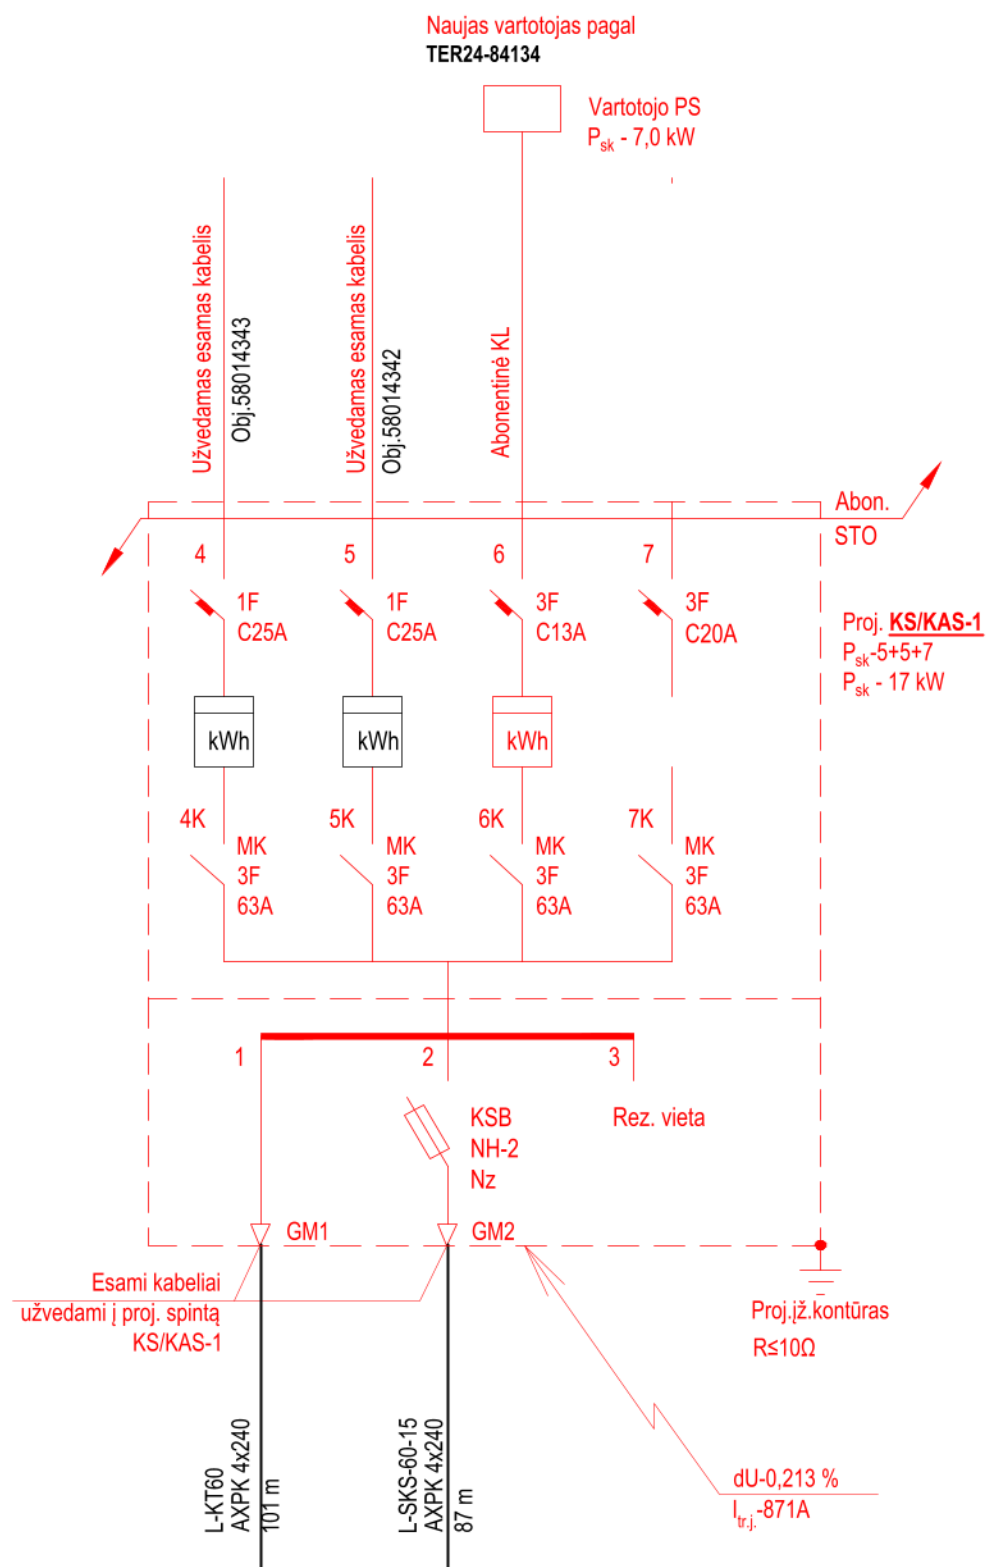 Naujas vartotojas pagal
TER24-84134
Vartotojo PS
Psk - 7,0 kW
Užvedamas esamas kabelis
Obj.58014343
Užvedamas esamas kabelis
Obj.58014342
Abonentinė KL
Abon.
STO
4
5
6
7
1F
C25A
1F
C25A
3F
C13A
3F
C20A
Proj. KS/KAS-1
Psk-5+5+7
Psk - 17 kW
kWh
kWh
kWh
4K
MK
3F
63A
5K
MK
3F
63A
6K
MK
3F
63A
7K
MK
3F
63A
1
2
3
KSB
NH-2
Nz
Rez. vieta
GM1
GM2
Esami kabeliai
užvedami į proj. spintą
KS/KAS-1
Proj.įž.kontūras
R≤10Ω
L-KT60
AXPK 4x240
101 m
L-SKS-60-15
AXPK 4x240
87 m
dU-0,213 %
Itr.j.-871A